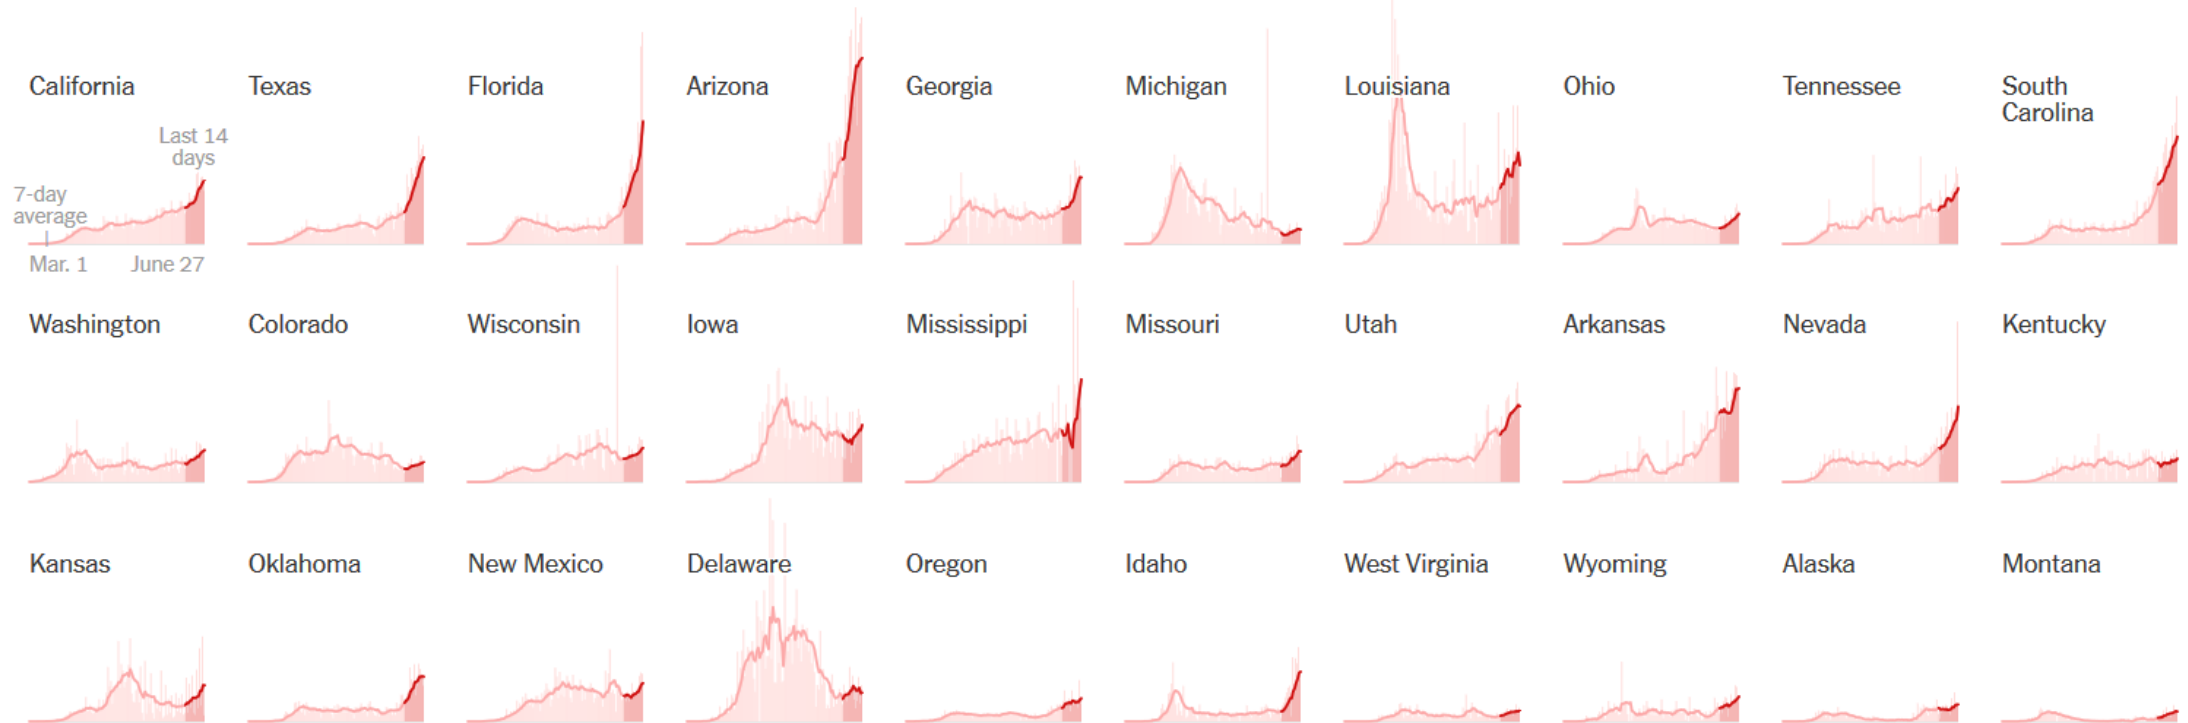 California
Texas
Florida
Arizona
Georgia
Michigan
Louisiana
Ohio
Tennessee
South
Carolina
Last 14
days
7-day
average
Mar. 1
June 27
Washington
Colorado
Wisconsin
Iowa
Mississippi
Missouri
Utah
Arkansas
Nevada
Kentucky
Kansas
Oklahoma
New Mexico
Delaware
Oregon
Idaho
West Virginia
Wyoming
Alaska
Montana